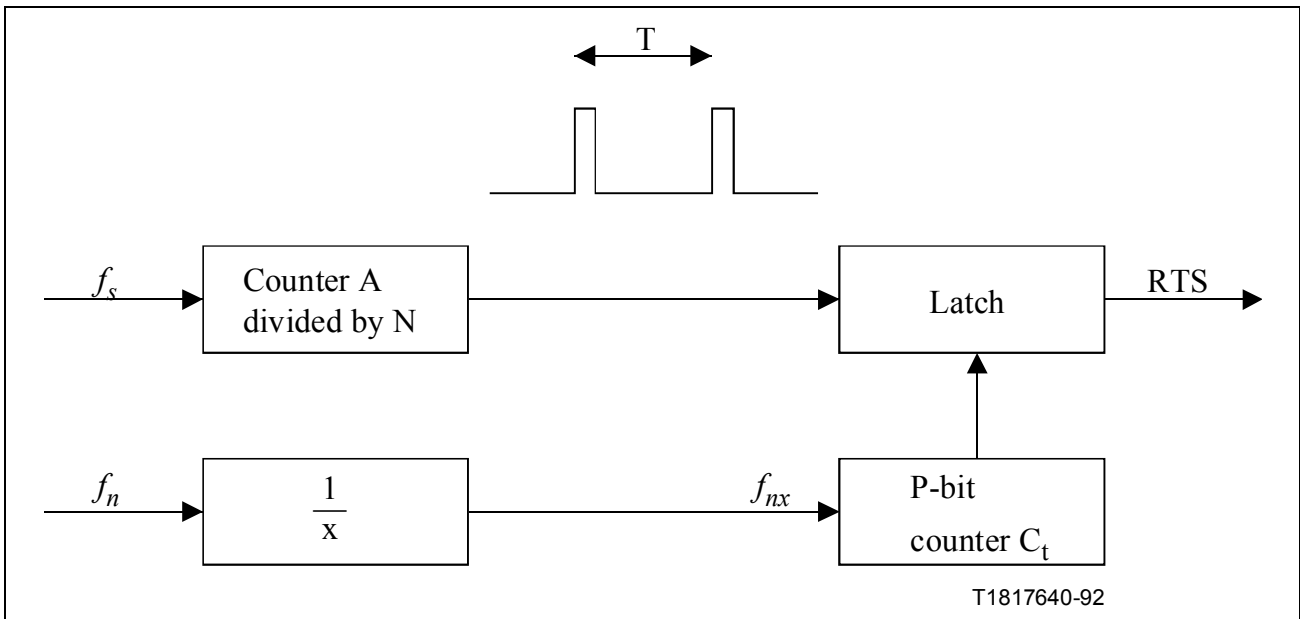 T
f_s
Counter A
divided by N
Latch
RTS
f_n
1
x
f_nx
P-bit
counter C_t
T1817640-92